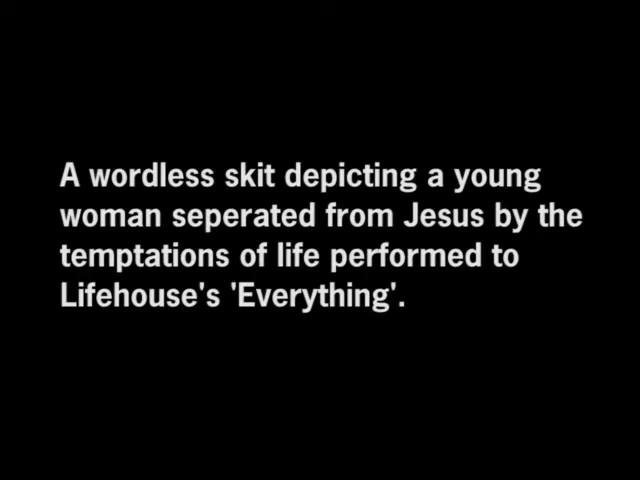 A wordless skit depicting a young
woman seperated from Jesus by the
temptations of life performed to
Lifehouse's 'Everything'.